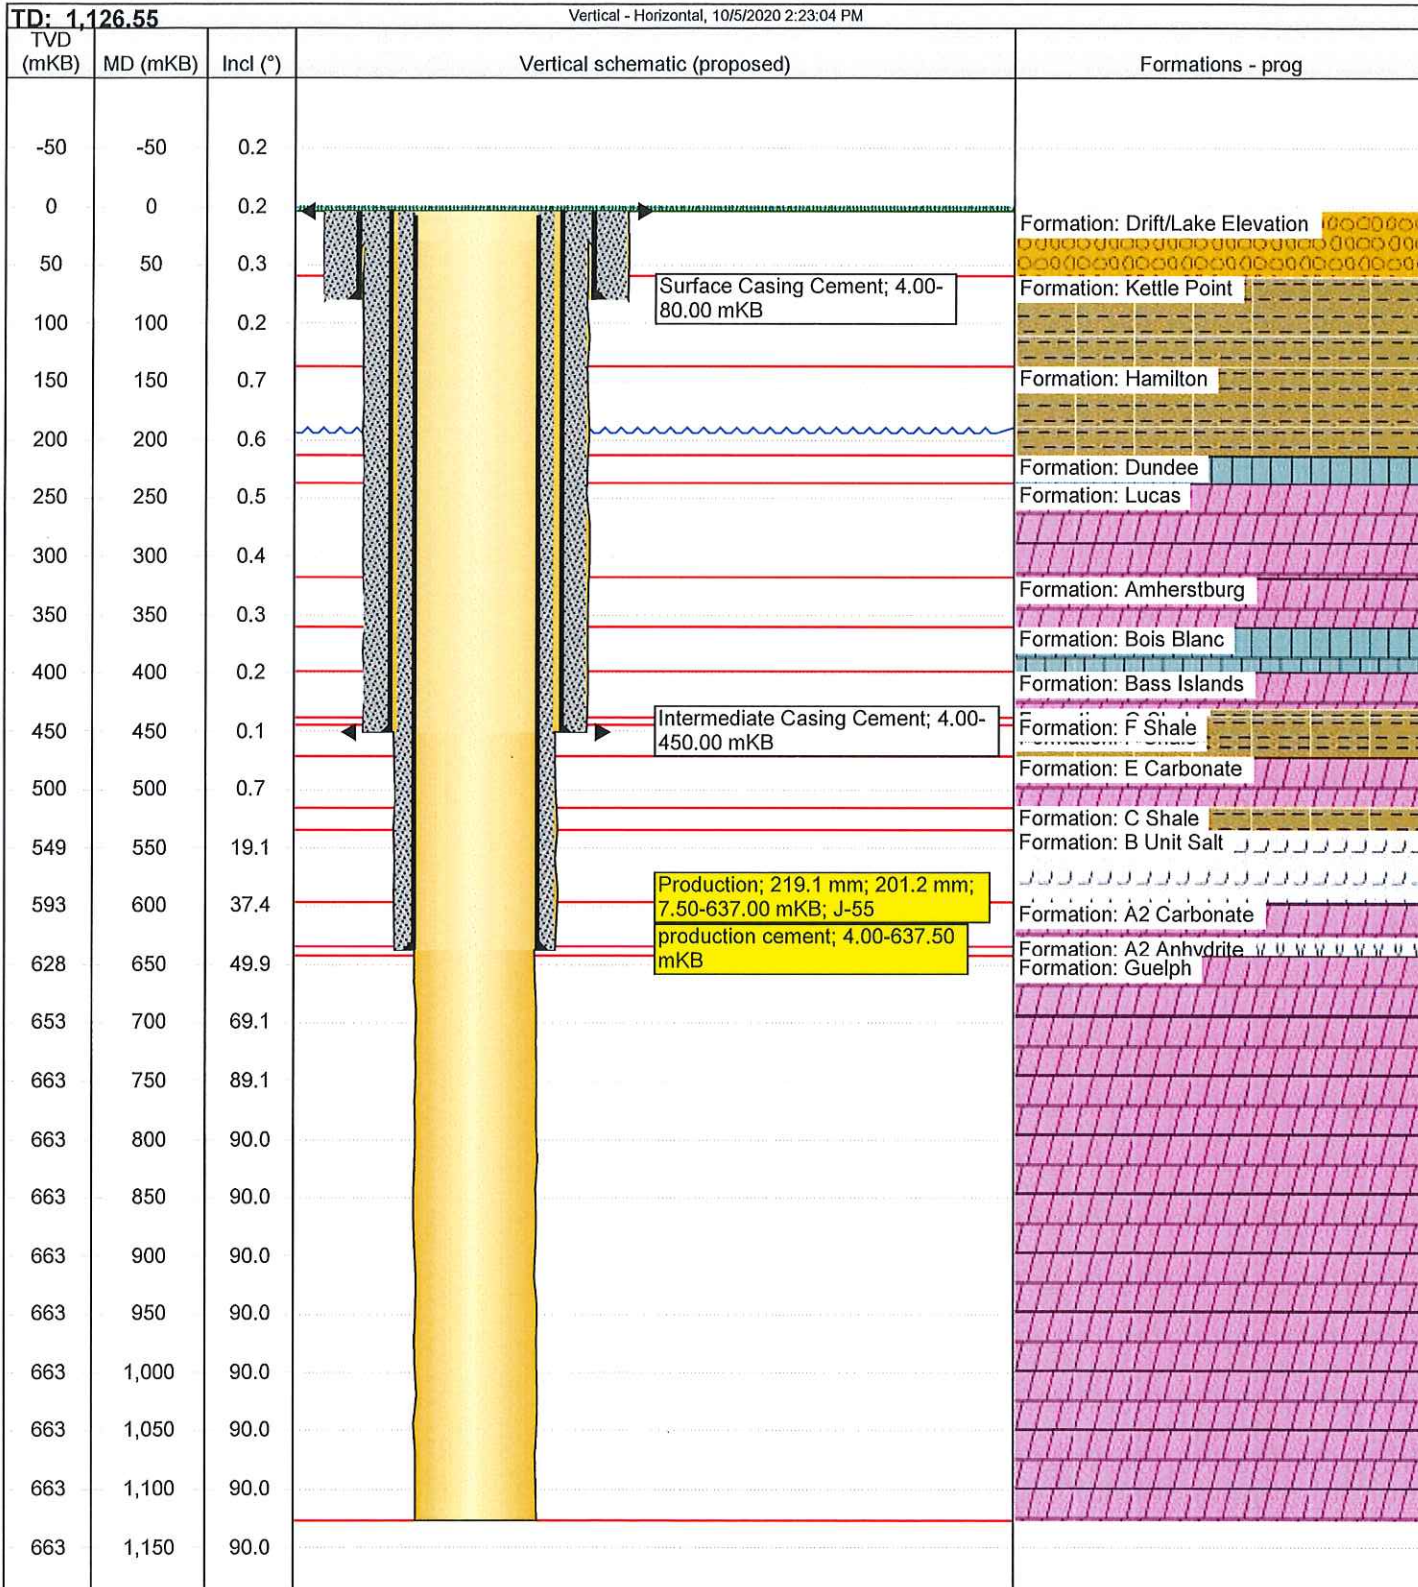 TD: 1,126.55
Vertical - Horizontal, 10/5/2020 2:23:04 PM
TVD (mKB) MD (mKB) Incl (°) Vertical schematic (proposed) Formations - prog
-50 -50 0.2
0 0 0.2
Formation: Drift/Lake Elevation
50 50 0.3
Surface Casing Cement; 4.00-
80.00 mKB
Formation: Kettle Point
100 100 0.2
150 150 0.7
Formation: Hamilton
200 200 0.6
Formation: Dundee
250 250 0.5
Formation: Lucas
300 300 0.4
Formation: Amherstburg
350 350 0.3
Formation: Bois Blanc
400 400 0.2
Formation: Bass Islands
450 450 0.1
Intermediate Casing Cement; 4.00-
450.00 mKB
Formation: F Shale
Formation: E Carbonate
500 500 0.7
Formation: C Shale
Formation: B Unit Salt
549 550 19.1
Production; 219.1 mm; 201.2 mm;
7.50-637.00 mKB; J-55
593 600 37.4
Formation: A2 Carbonate
production cement; 4.00-637.50
mKB
Formation: A2 Anhydrite
628 650 49.9
Formation: Guelph
653 700 69.1
663 750 89.1
663 800 90.0
663 850 90.0
663 900 90.0
663 950 90.0
663 1,000 90.0
663 1,050 90.0
663 1,100 90.0
663 1,150 90.0